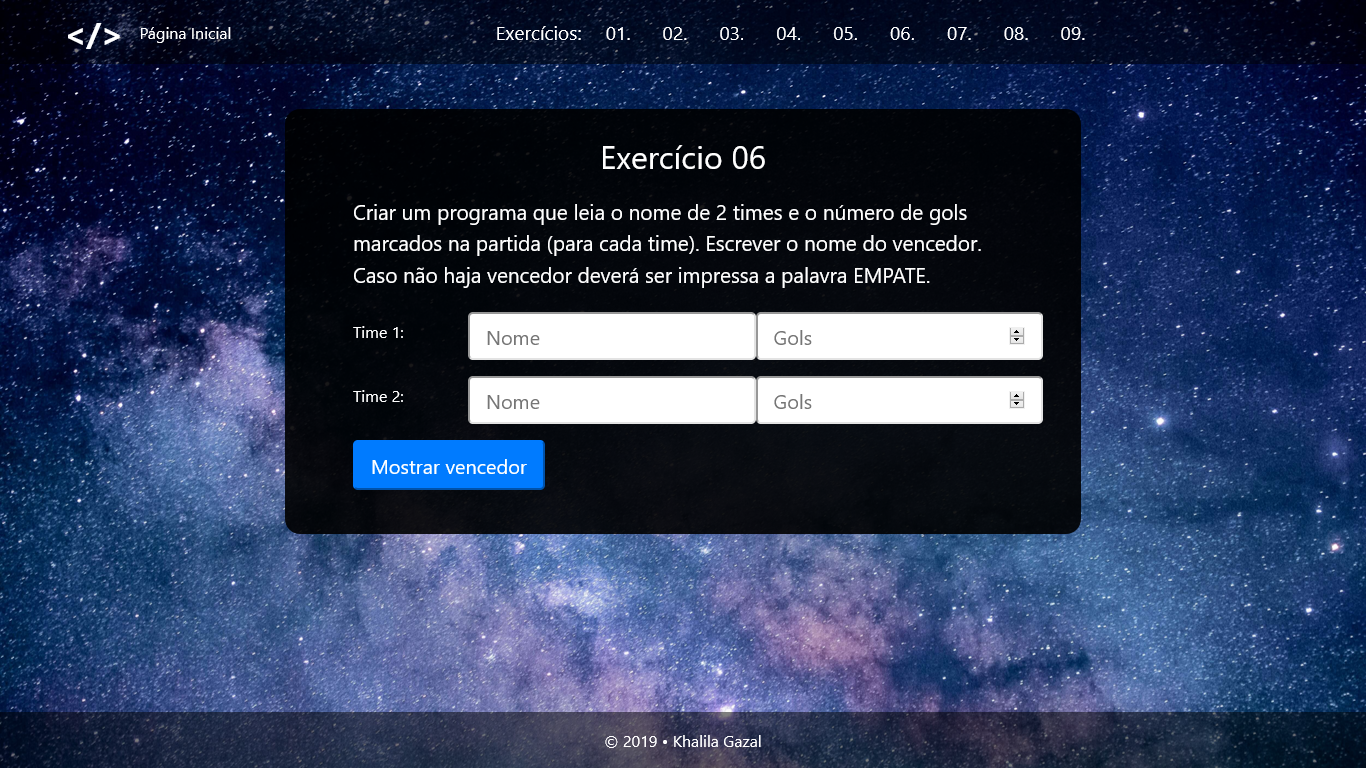 </> Página Inicial Exercícios: 01. 02. 03. 04. 05. 06. 07. 08. 09.
Exercício 06
Criar um programa que leia o nome de 2 times e o número de gols
marcados na partida (para cada time). Escrever o nome do vencedor.
Caso não haja vencedor deverá ser impressa a palavra EMPATE.
Time 1: Nome Gols
Time 2: Nome Gols
Mostrar vencedor
© 2019 • Khalila Gazal